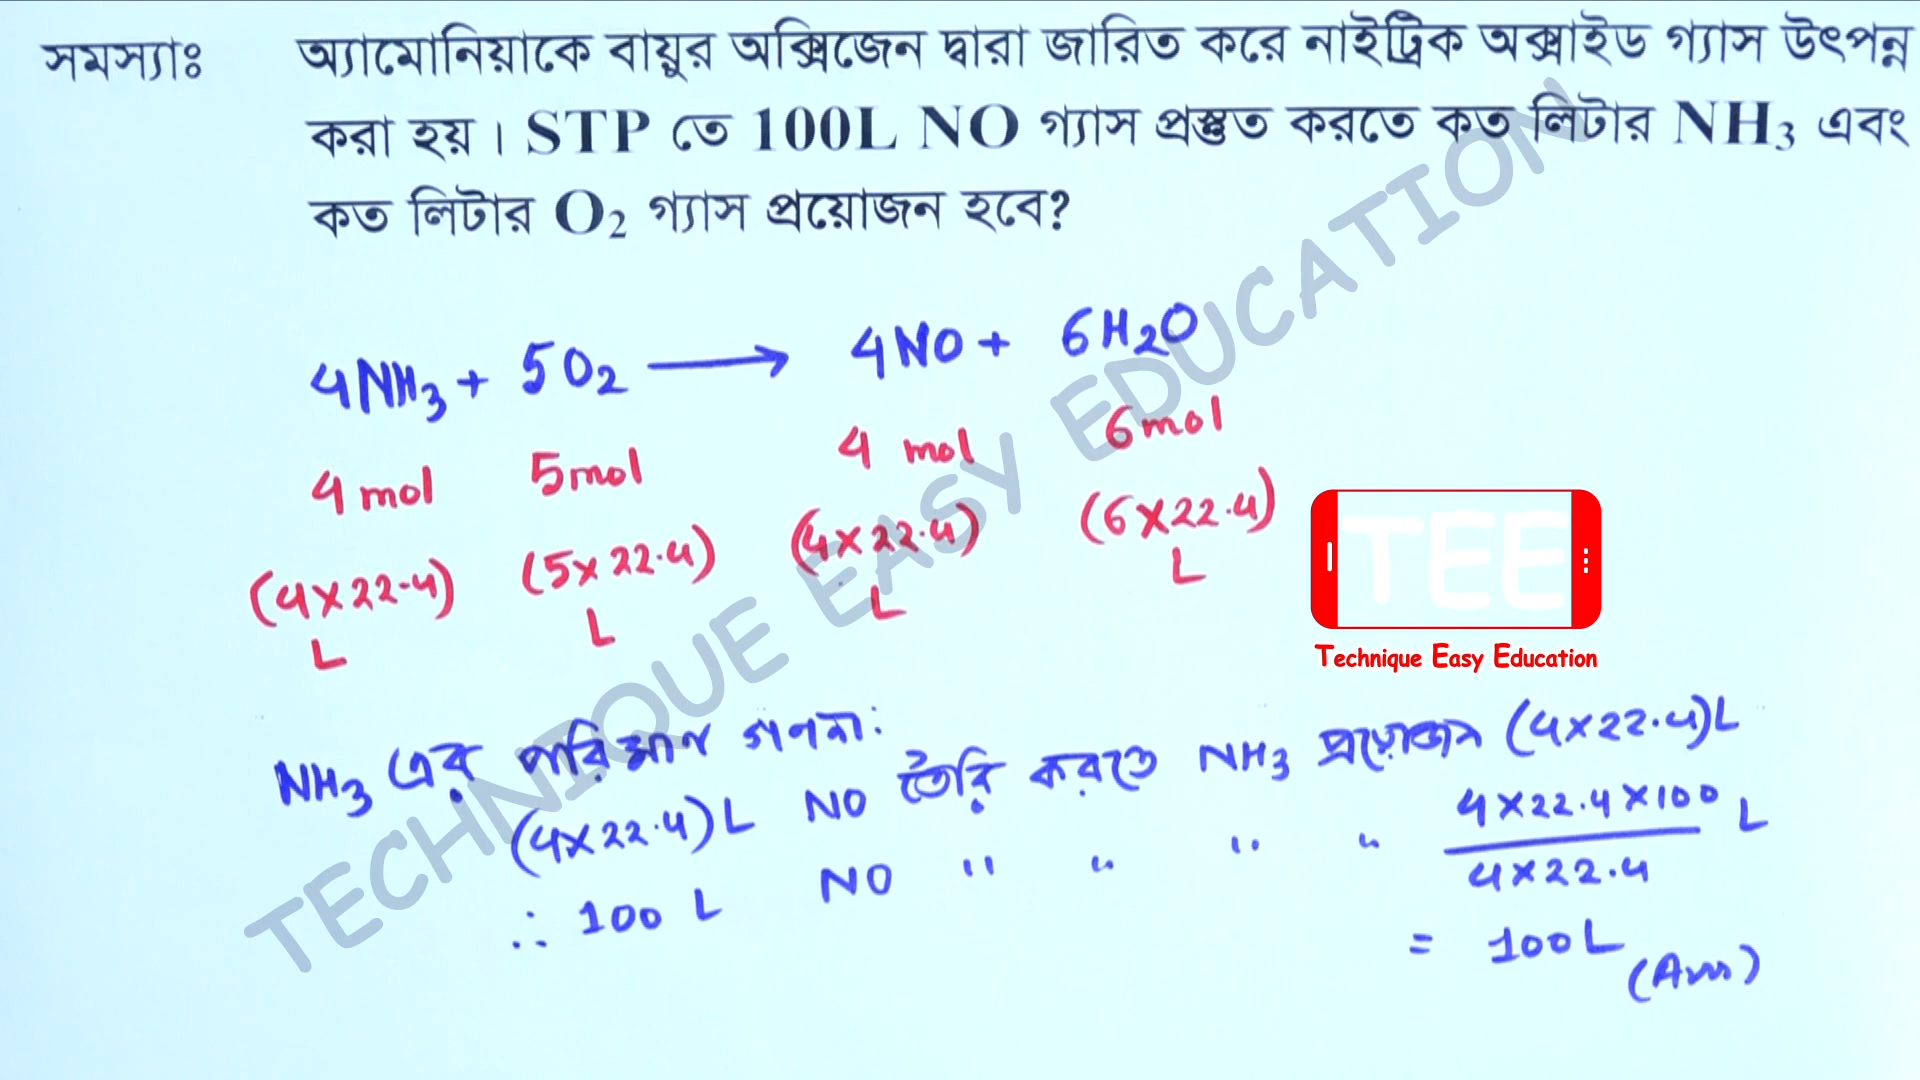 সমস্যাঃ অ্যামোনিয়াকে বায়ুর অক্সিজেন দ্বারা জারিত করে নাইট্রিক অক্সাইড গ্যাস উৎপন্ন
করা হয়। STP তে 100L NO গ্যাস প্রস্তুত করতে কত লিটার NH₃ এবং
কত লিটার O₂ গ্যাস প্রয়োজন হবে?
4NH₃ + 5O₂ ⟶ 4NO + 6H₂O
4 mol 5mol 4 mol 6mol
(4×22.4) (5×22.4) (4×22.4) (6×22.4)
L L L L
TEE
Technique Easy Education
TECHNIQUE EASY EDUCATION
NH₃ এর পরিমান গণনা:
(4×22.4)L NO তৈরি করতে NH₃ প্রয়োজন (4×22.4)L
∴ 100 L NO " " " " 4×22.4×100 L
4×22.4
= 100L (Ans)